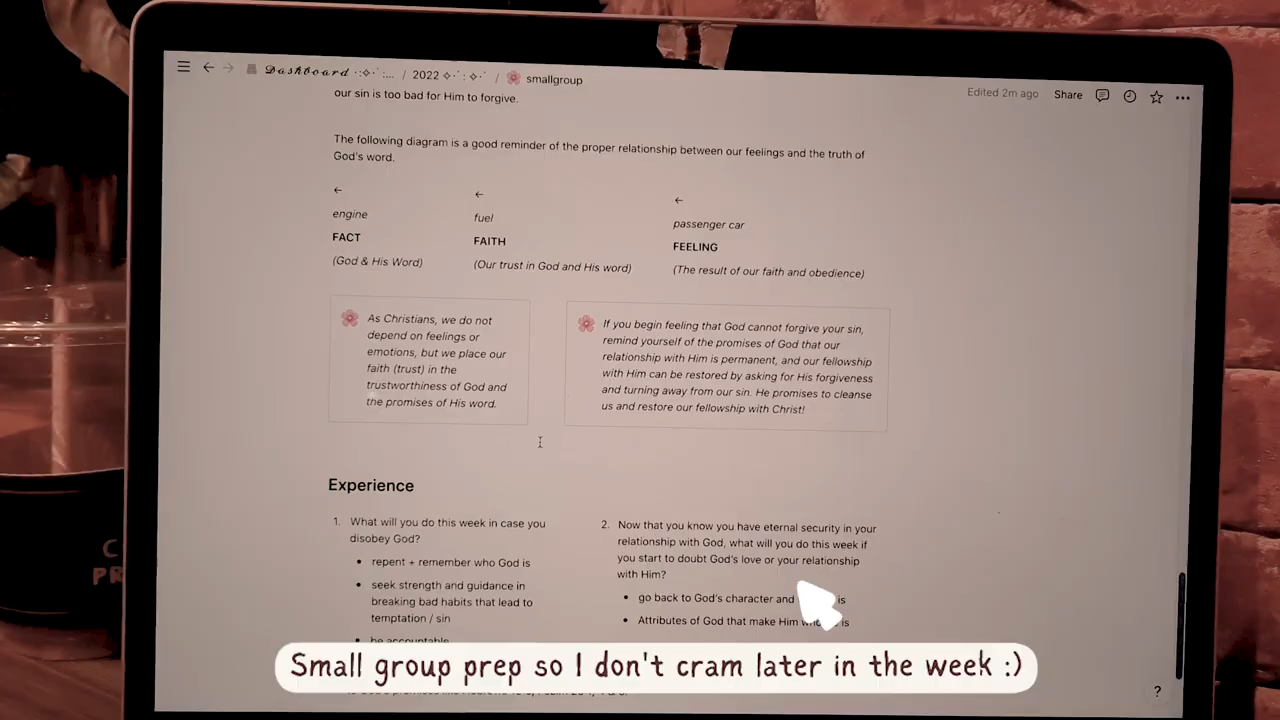 Dashboard ... / 2022 / smallgroup
Edited 2m ago Share
our sin is too bad for Him to forgive.
The following diagram is a good reminder of the proper relationship between our feelings and the truth of
God's word.
← ← ←
engine fuel passenger car
FACT FAITH FEELING
(God & His Word) (Our trust in God and His word) (The result of our faith and obedience)
As Christians, we do not
depend on feelings or
emotions, but we place our
faith (trust) in the
trustworthiness of God and
the promises of His word.
If you begin feeling that God cannot forgive your sin,
remind yourself of the promises of God that our
relationship with Him is permanent, and our fellowship
with Him can be restored by asking for His forgiveness
and turning away from our sin. He promises to cleanse
us and restore our fellowship with Christ!
Experience
1. What will you do this week in case you
disobey God?
• repent + remember who God is
• seek strength and guidance in
breaking bad habits that lead to
temptation / sin
• be accountable
2. Now that you know you have eternal security in your
relationship with God, what will you do this week if
you start to doubt God's love or your relationship
with Him?
• go back to God's character and is
• Attributes of God that make Him is
Small group prep so I don't cram later in the week :)
?
C
PR